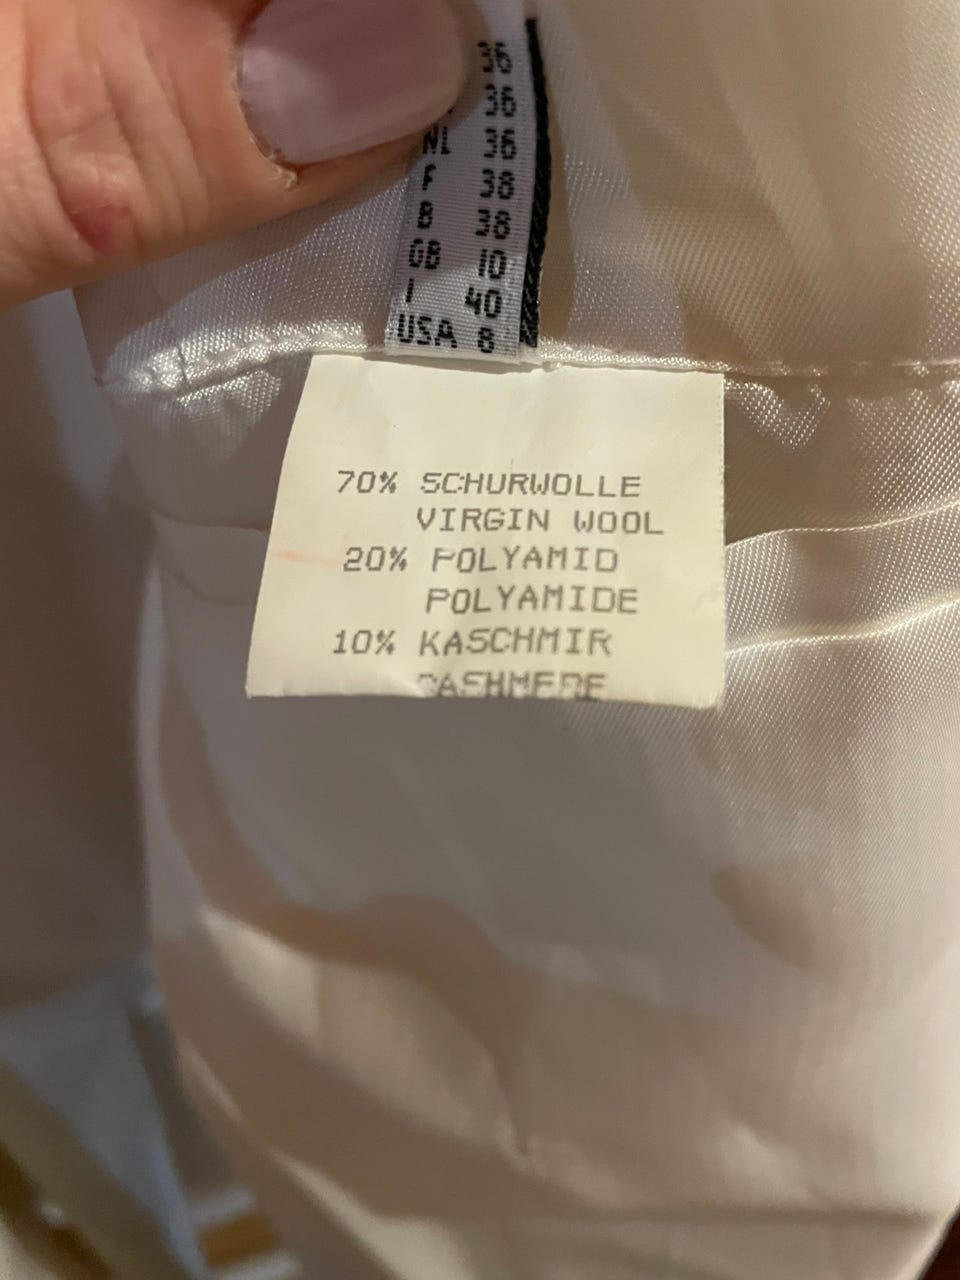 36
36
NL 36
F 38
B 38
GB 10
I 40
USA 8
70% SCHURWOLLE
VIRGIN WOOL
20% POLYAMID
POLYAMIDE
10% KASCHMIR
CASHMERE